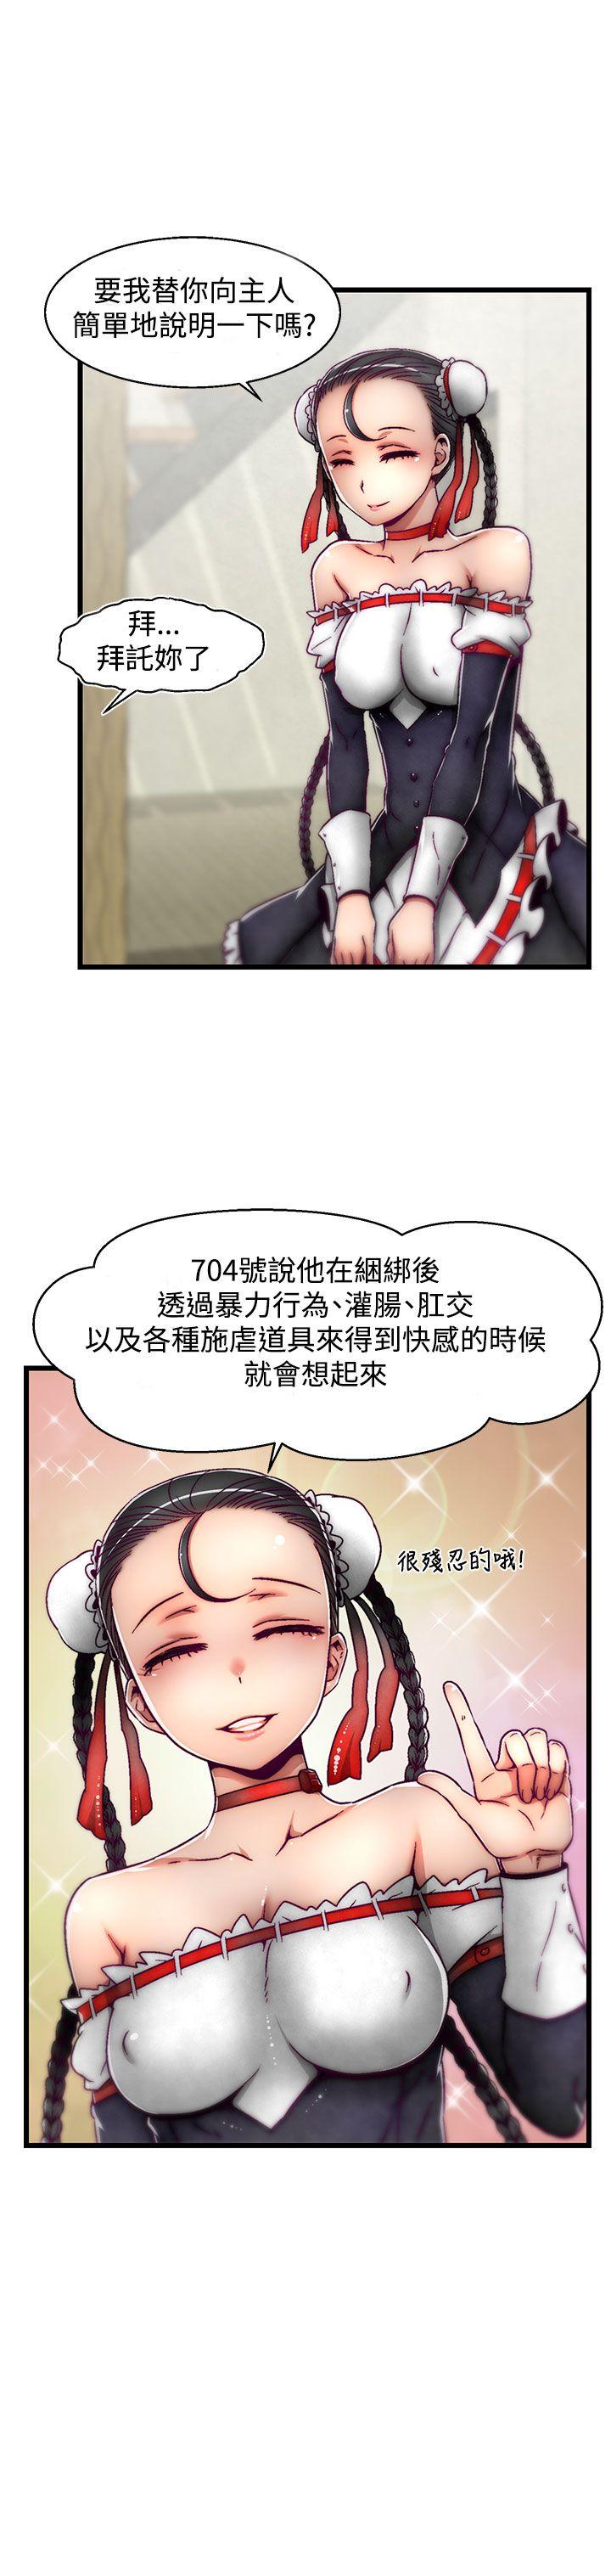 要我替你向主人
簡單地說明一下嗎?
拜...
拜託妳了
704號說他在綑綁後
透過暴力行為、灌腸、肛交
以及各種施虐道具來得到快感的時候
就會想起來
很殘忍的哦!